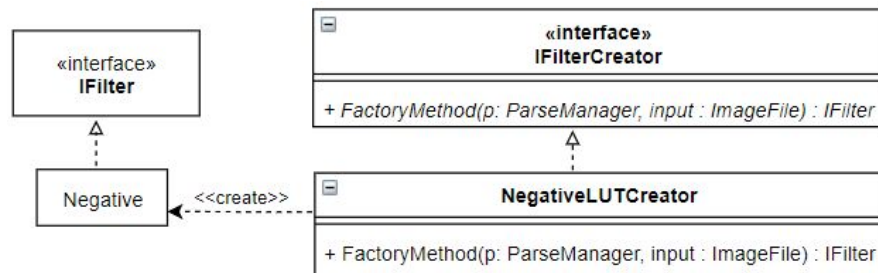 «interface»
IFilter
«interface»
IFilterCreator
+ FactoryMethod(p: ParseManager, input : ImageFile) : IFilter
Negative
<<create>>
NegativeLUTCreator
+ FactoryMethod(p: ParseManager, input : ImageFile) : IFilter